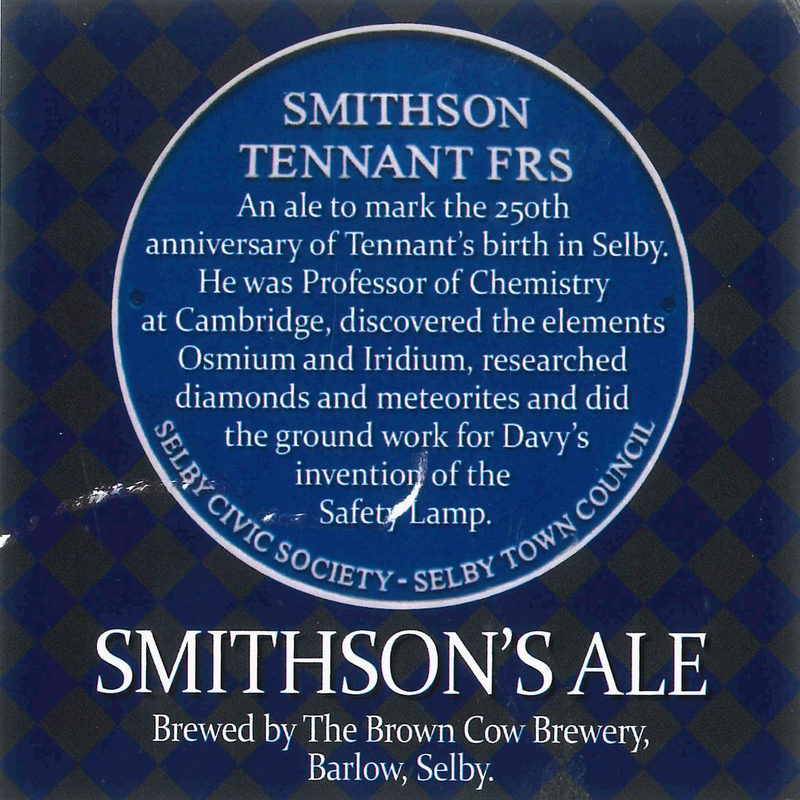 SMITHSON
TENNANT FRS
An ale to mark the 250th
anniversary of Tennant's birth in Selby.
He was Professor of Chemistry
at Cambridge, discovered the elements
Osmium and Iridium, researched
diamonds and meteorites and did
the ground work for Davy's
invention of the
Safety Lamp.
SELBY CIVIC SOCIETY - SELBY TOWN COUNCIL
SMITHSON'S ALE
Brewed by The Brown Cow Brewery,
Barlow, Selby.